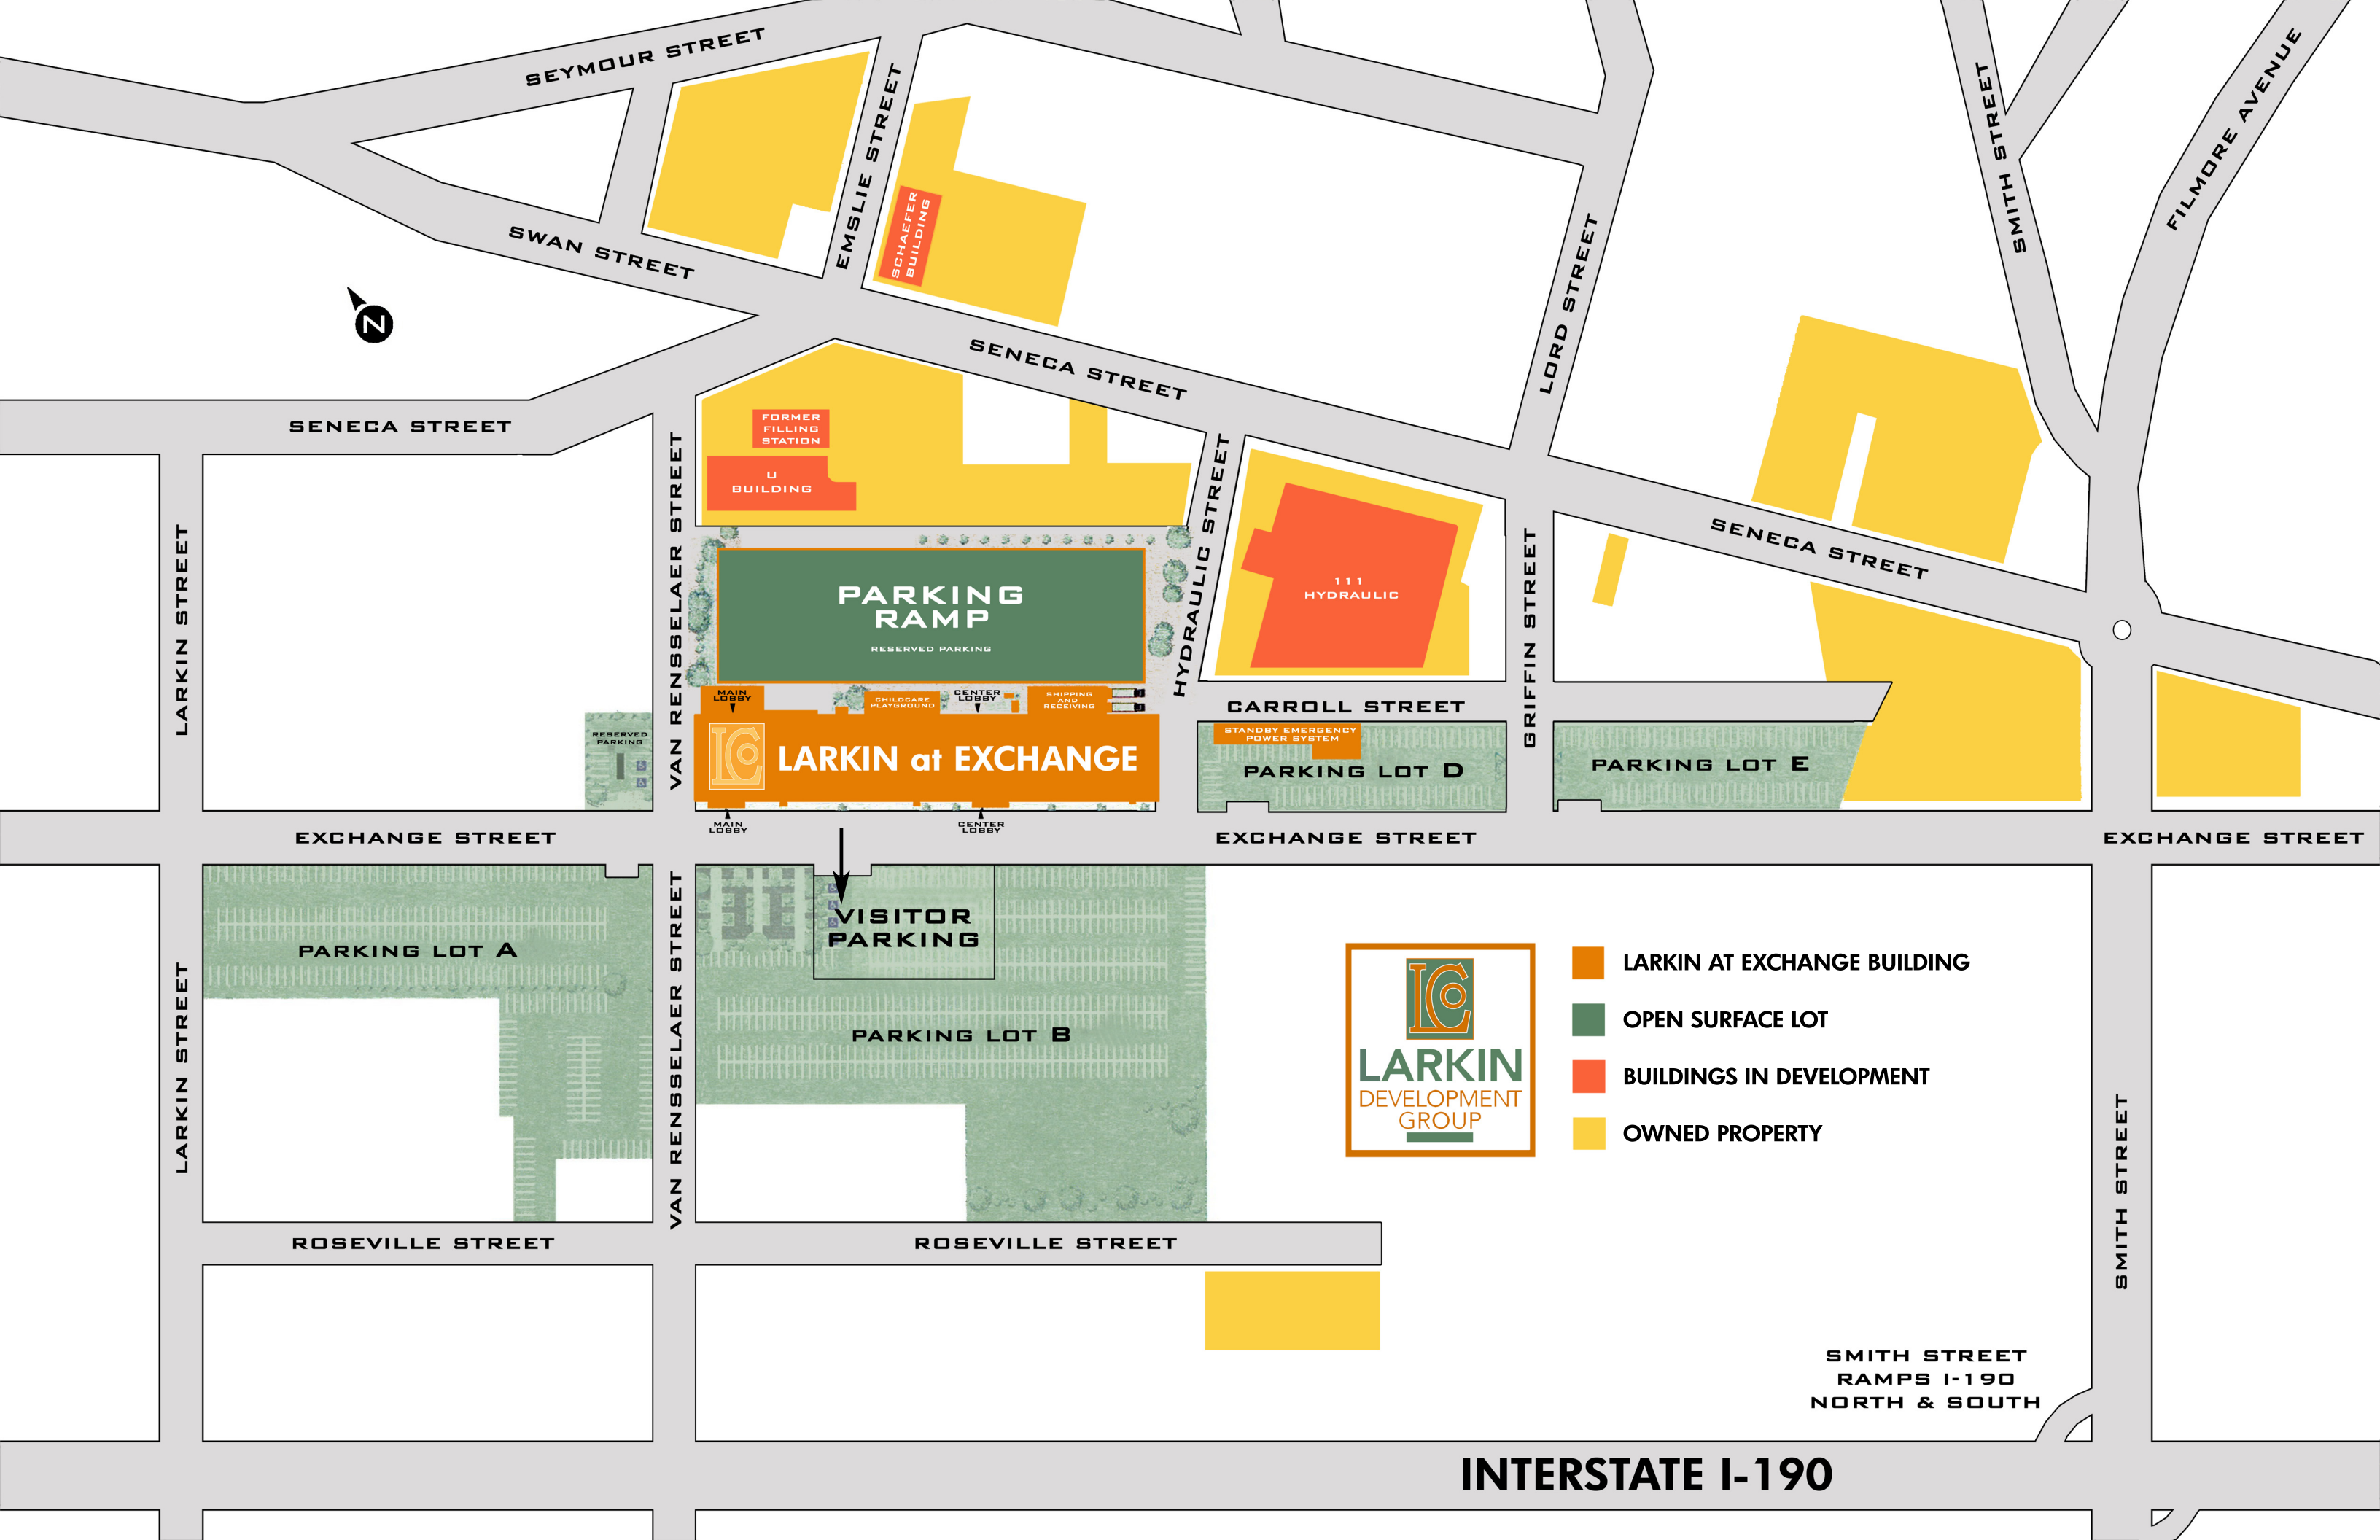 SEYMOUR STREET
EMSLIE STREET
SMITH STREET
FILMORE AVENUE
SCHAEFER
BUILDING
SWAN STREET
LORD STREET
N
SENECA STREET
SENECA STREET
FORMER
FILLING
STATION
U
BUILDING
VAN RENSSELAER STREET
HYDRAULIC STREET
LARKIN STREET
GRIFFIN STREET
SENECA STREET
PARKING
RAMP
RESERVED PARKING
111
HYDRAULIC
MAIN
LOBBY
CHILDCARE
PLAYGROUND
CENTER
LOBBY
SHIPPING
AND
RECEIVING
CARROLL STREET
RESERVED
PARKING
LCo
LARKIN at EXCHANGE
STANDBY EMERGENCY
POWER SYSTEM
PARKING LOT D
PARKING LOT E
MAIN
LOBBY
CENTER
LOBBY
EXCHANGE STREET
EXCHANGE STREET
EXCHANGE STREET
VISITOR
PARKING
PARKING LOT A
PARKING LOT B
LARKIN STREET
VAN RENSSELAER STREET
LCo
LARKIN
DEVELOPMENT
GROUP
LARKIN AT EXCHANGE BUILDING
OPEN SURFACE LOT
BUILDINGS IN DEVELOPMENT
OWNED PROPERTY
SMITH STREET
ROSEVILLE STREET
ROSEVILLE STREET
SMITH STREET
RAMPS I-190
NORTH & SOUTH
INTERSTATE I-190